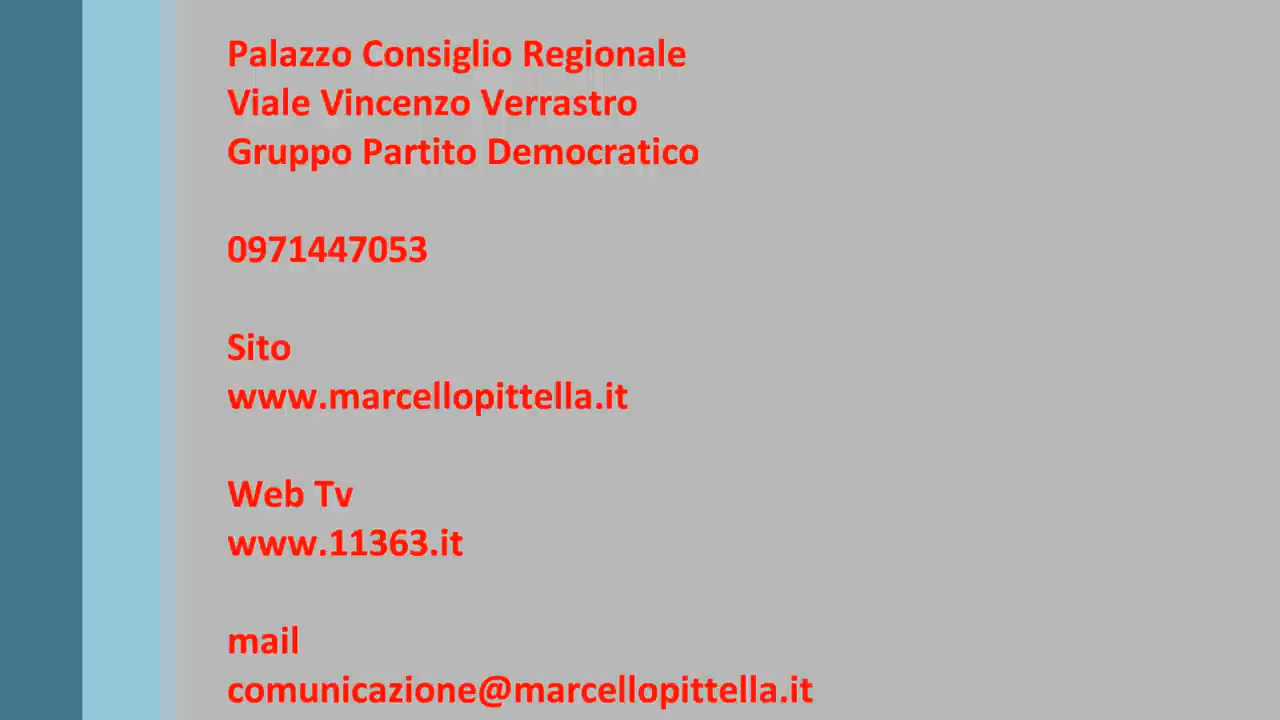 Palazzo Consiglio Regionale
Viale Vincenzo Verrastro
Gruppo Partito Democratico
0971447053
Sito
www.marcellopittella.it
Web Tv
www.11363.it
mail
comunicazione@marcellopittella.it